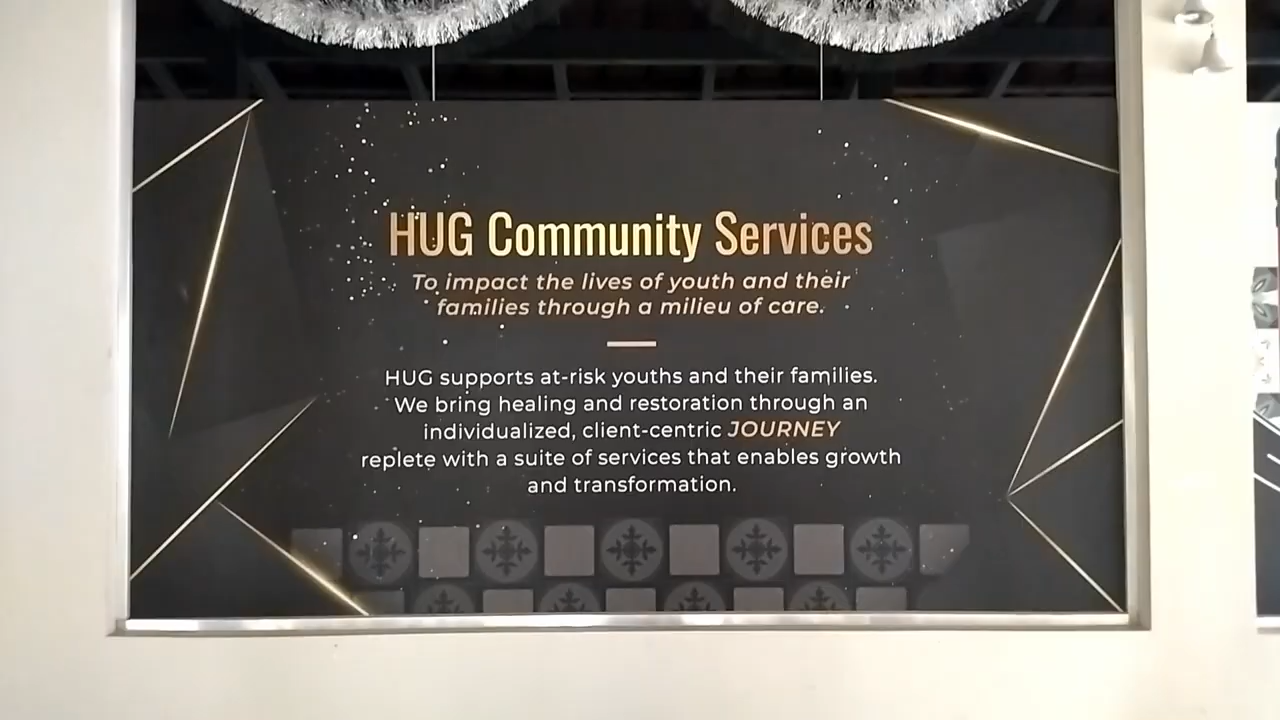 HUG Community Services
To impact the lives of youth and their
families through a milieu of care.
HUG supports at-risk youths and their families.
We bring healing and restoration through an
individualized, client-centric JOURNEY
replete with a suite of services that enables growth
and transformation.